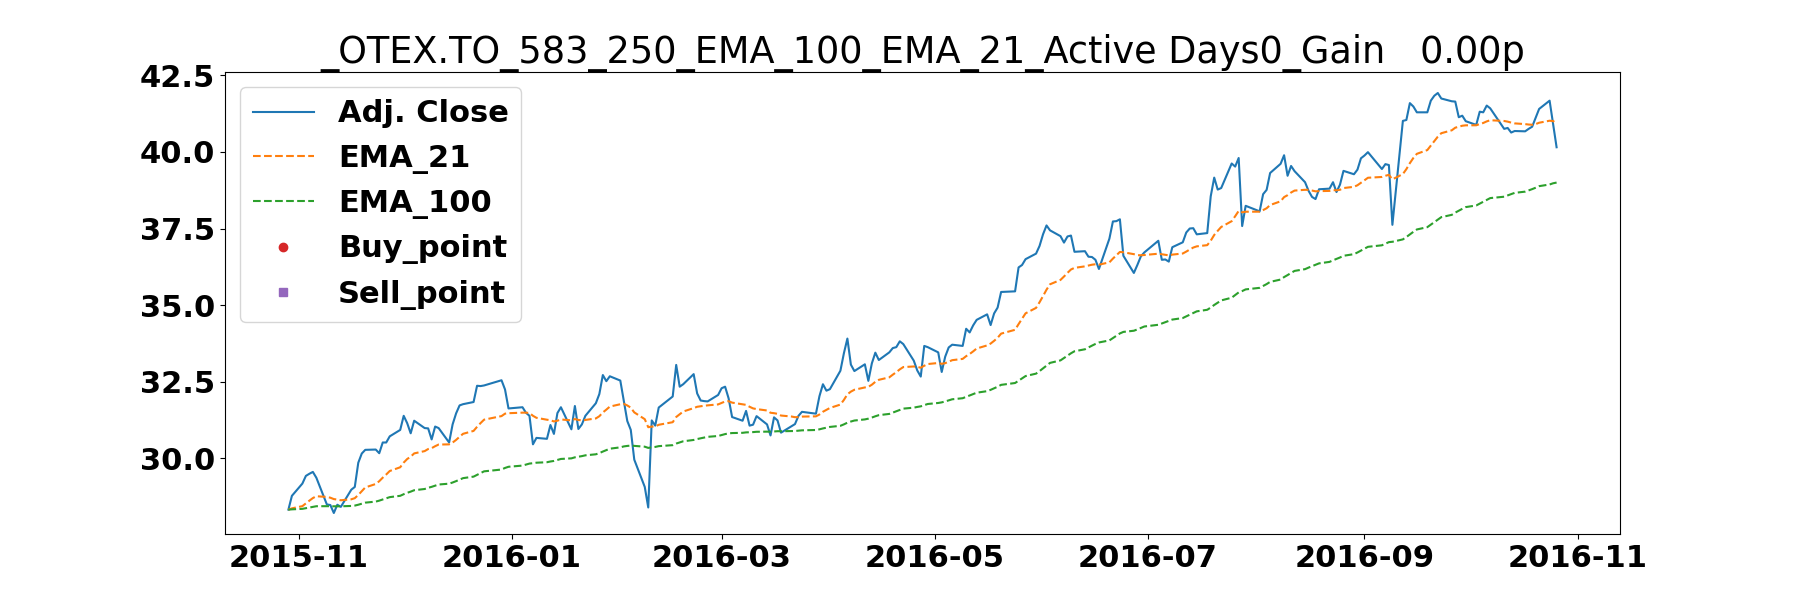 _OTEX.TO_583_250_EMA_100_EMA_21_Active Days0_Gain   0.00p
42.5
40.0
37.5
35.0
32.5
30.0
Adj. Close
EMA_21
EMA_100
Buy_point
Sell_point
2015-11 2016-01 2016-03 2016-05 2016-07 2016-09 2016-11